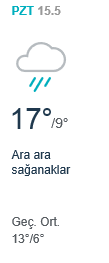 PZT 15.5
17°/9°
Ara ara
sağanaklar
Geç. Ort.
13°/6°